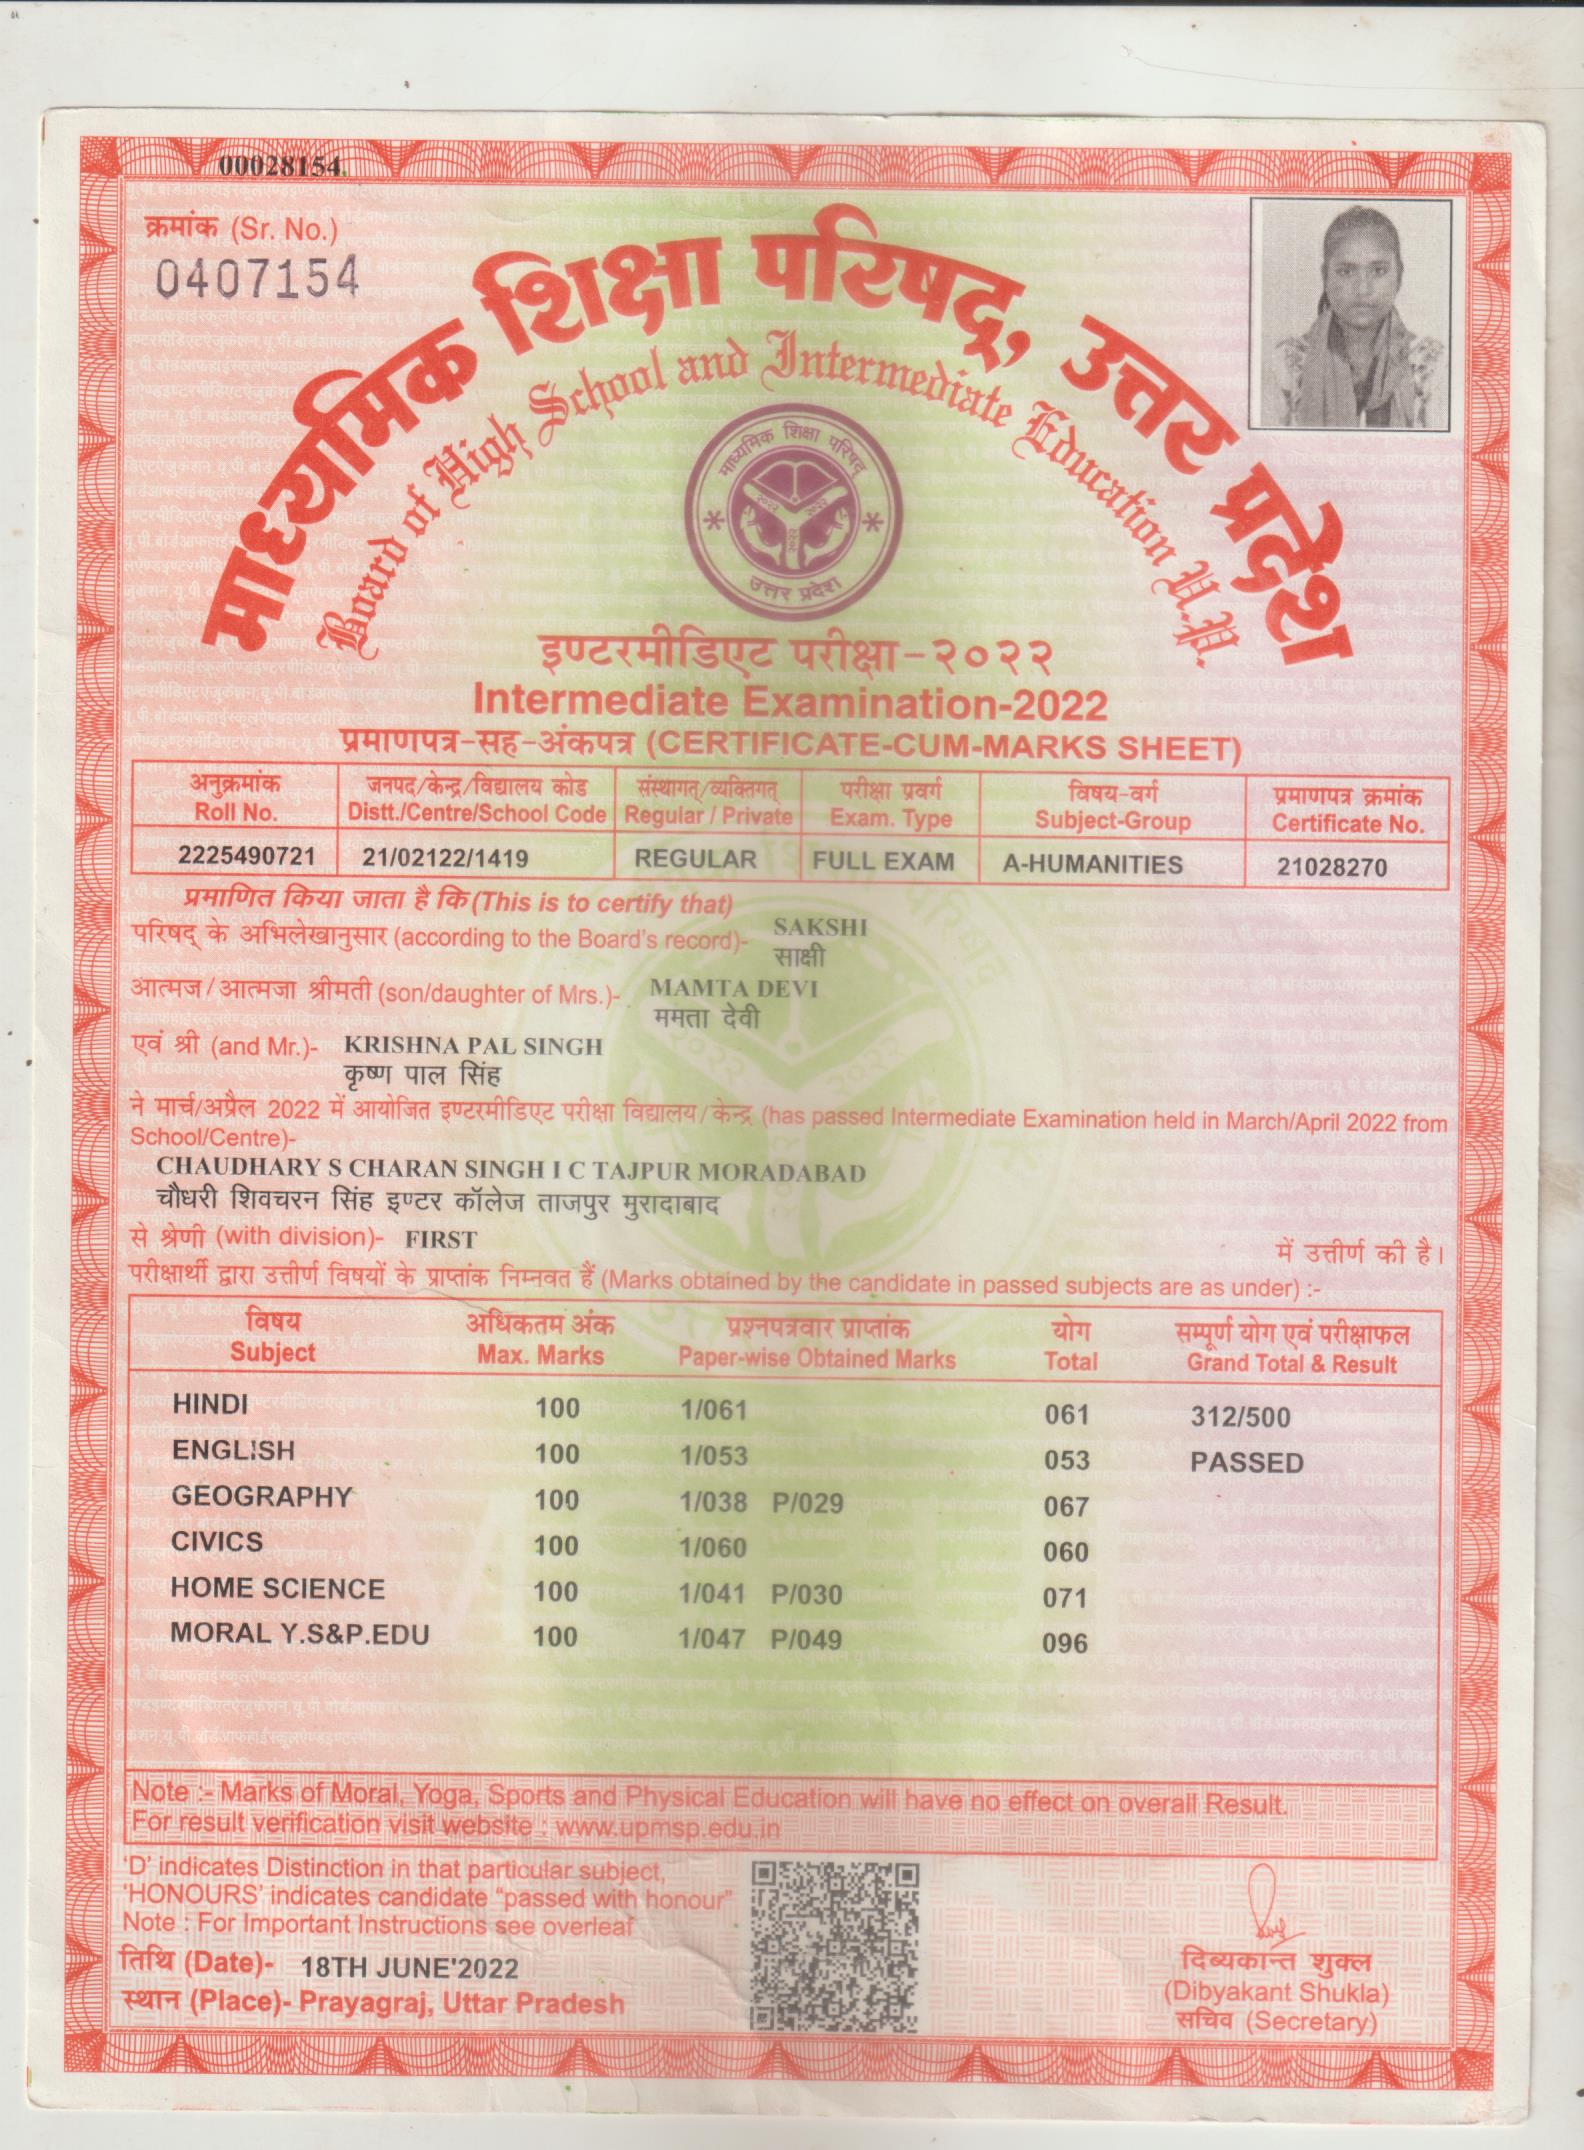 00028154
क्रमांक (Sr. No.)
0407154
माध्यमिक शिक्षा परिषद्, उत्तर प्रदेश
Board of High School and Intermediate Education U.P.
माध्यमिक शिक्षा परिषद्
उत्तर प्रदेश
इण्टरमीडिएट परीक्षा-२०२२
Intermediate Examination-2022
प्रमाणपत्र-सह-अंकपत्र (CERTIFICATE-CUM-MARKS SHEET)
अनुक्रमांक जनपद/केन्द्र/विद्यालय कोड संस्थागत्/व्यक्तिगत् परीक्षा प्रवर्ग विषय-वर्ग प्रमाणपत्र क्रमांक
Roll No. Distt./Centre/School Code Regular / Private Exam. Type Subject-Group Certificate No.
2225490721 21/02122/1419 REGULAR FULL EXAM A-HUMANITIES 21028270
प्रमाणित किया जाता है कि (This is to certify that)
परिषद् के अभिलेखानुसार (according to the Board's record)- SAKSHI
साक्षी
आत्मज/आत्मजा श्रीमती (son/daughter of Mrs.)- MAMTA DEVI
ममता देवी
एवं श्री (and Mr.)- KRISHNA PAL SINGH
कृष्ण पाल सिंह
ने मार्च/अप्रैल 2022 में आयोजित इण्टरमीडिएट परीक्षा विद्यालय/केन्द्र (has passed Intermediate Examination held in March/April 2022 from
School/Centre)-
CHAUDHARY S CHARAN SINGH I C TAJPUR MORADABAD
चौधरी शिवचरन सिंह इण्टर कॉलेज ताजपुर मुरादाबाद
से श्रेणी (with division)- FIRST में उत्तीर्ण की है।
परीक्षार्थी द्वारा उत्तीर्ण विषयों के प्राप्तांक निम्नवत हैं (Marks obtained by the candidate in passed subjects are as under) :-
विषय अधिकतम अंक प्रश्नपत्रवार प्राप्तांक योग सम्पूर्ण योग एवं परीक्षाफल
Subject Max. Marks Paper-wise Obtained Marks Total Grand Total & Result
HINDI 100 1/061 061 312/500
ENGLISH 100 1/053 053 PASSED
GEOGRAPHY 100 1/038 P/029 067
CIVICS 100 1/060 060
HOME SCIENCE 100 1/041 P/030 071
MORAL Y.S&P.EDU 100 1/047 P/049 096
Note :- Marks of Moral, Yoga, Sports and Physical Education will have no effect on overall Result.
For result verification visit website : www.upmsp.edu.in
'D' indicates Distinction in that particular subject,
'HONOURS' indicates candidate "passed with honour"
Note : For Important Instructions see overleaf
तिथि (Date)- 18TH JUNE'2022
स्थान (Place)- Prayagraj, Uttar Pradesh
दिब्यकान्त शुक्ल
(Dibyakant Shukla)
सचिव (Secretary)